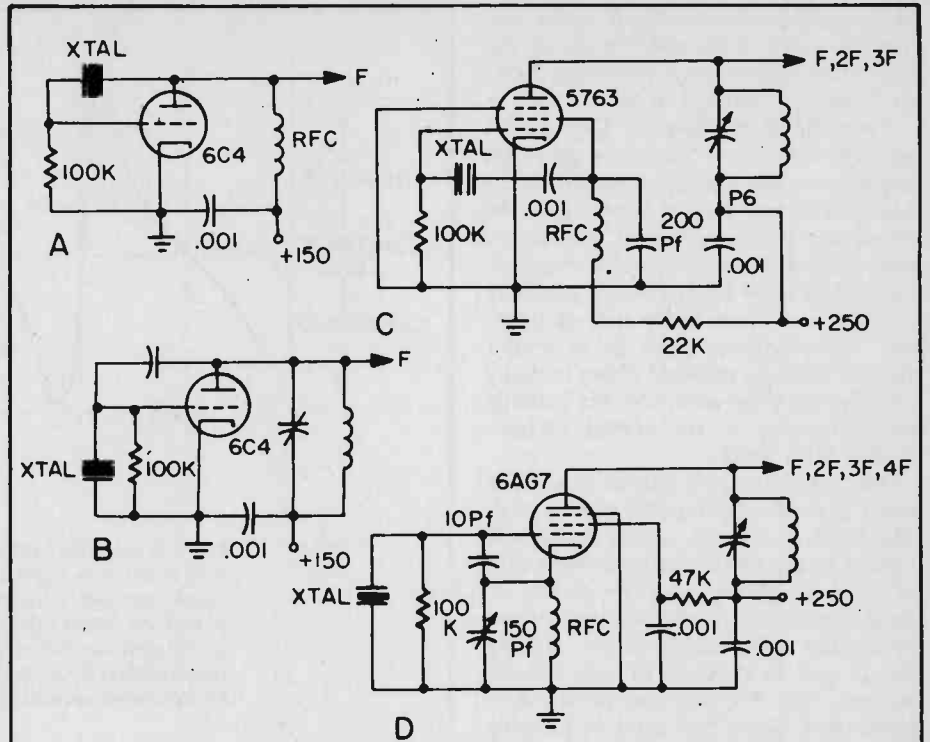 XTAL
F
6C4
RFC
100K
.001
+150
A
F,2F,3F
5763
XTAL
.001
RFC
200
Pf
P6
.001
100K
22K
+250
C
F
6C4
XTAL
100K
.001
+150
B
F,2F,3F,4F
6AG7
10Pf
47K
+250
XTAL
100
K
150
Pf
RFC
.001
.001
D